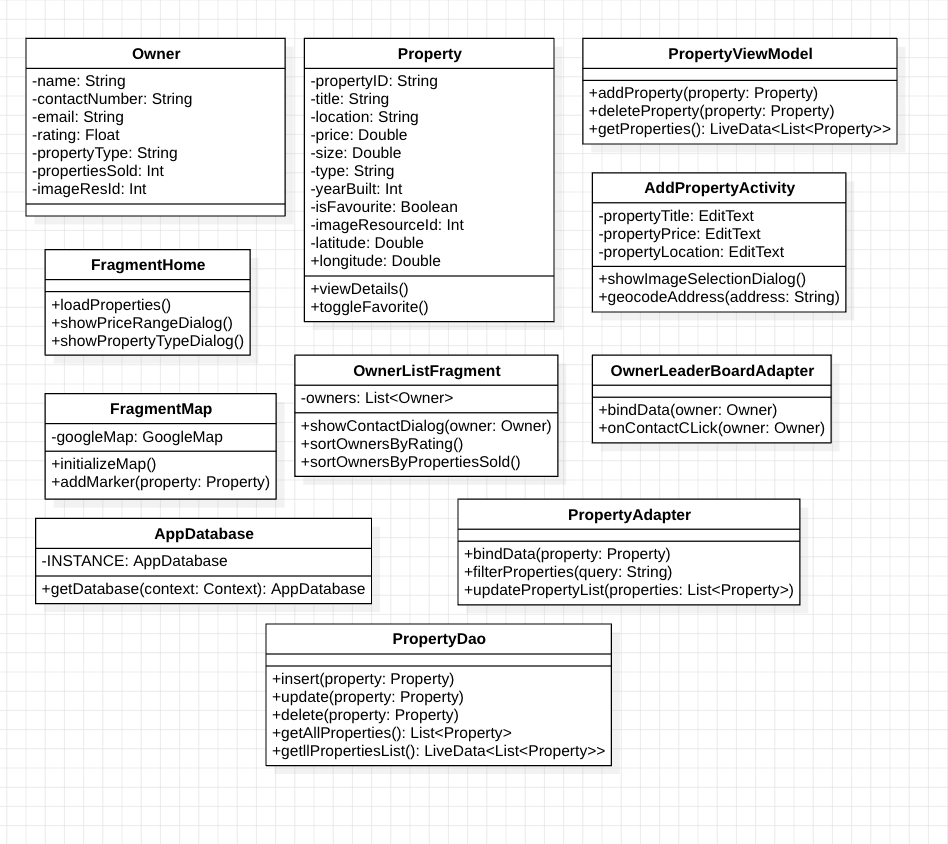 Owner
-name: String
-contactNumber: String
-email: String
-rating: Float
-propertyType: String
-propertiesSold: Int
-imageResId: Int
Property
-propertyID: String
-title: String
-location: String
-price: Double
-size: Double
-type: String
-yearBuilt: Int
-isFavourite: Boolean
-imageResourceId: Int
-latitude: Double
+longitude: Double
+viewDetails()
+toggleFavorite()
PropertyViewModel
+addProperty(property: Property)
+deleteProperty(property: Property)
+getProperties(): LiveData<List<Property>>
AddPropertyActivity
-propertyTitle: EditText
-propertyPrice: EditText
-propertyLocation: EditText
+showImageSelectionDialog()
+geocodeAddress(address: String)
FragmentHome
+loadProperties()
+showPriceRangeDialog()
+showPropertyTypeDialog()
OwnerListFragment
-owners: List<Owner>
+showContactDialog(owner: Owner)
+sortOwnersByRating()
+sortOwnersByPropertiesSold()
OwnerLeaderBoardAdapter
+bindData(owner: Owner)
+onContactCLick(owner: Owner)
FragmentMap
-googleMap: GoogleMap
+initializeMap()
+addMarker(property: Property)
AppDatabase
-INSTANCE: AppDatabase
+getDatabase(context: Context): AppDatabase
PropertyAdapter
+bindData(property: Property)
+filterProperties(query: String)
+updatePropertyList(properties: List<Property>)
PropertyDao
+insert(property: Property)
+update(property: Property)
+delete(property: Property)
+getAllProperties(): List<Property>
+getllPropertiesList(): LiveData<List<Property>>